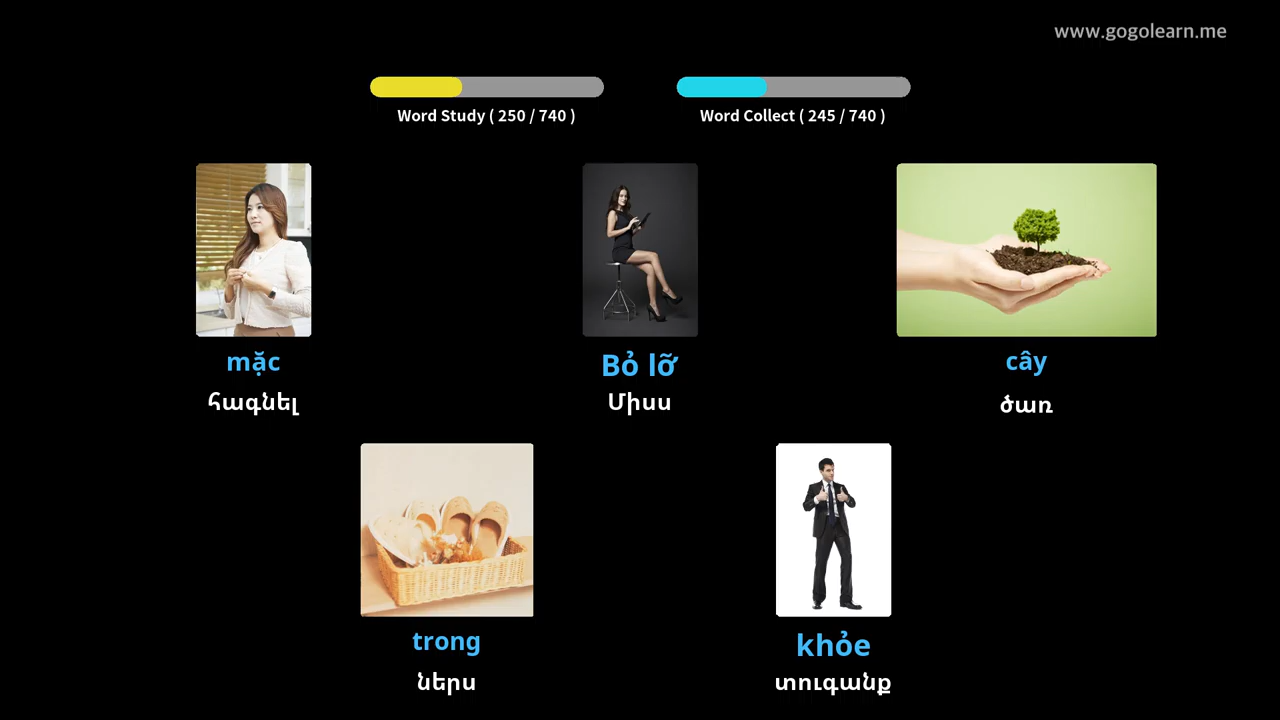 www.gogolearn.me
Word Study ( 250 / 740 )
Word Collect ( 245 / 740 )
mặc
հագնել
Bỏ lỡ
Միսս
cây
ծառ
trong
ներս
khỏe
տուգանք